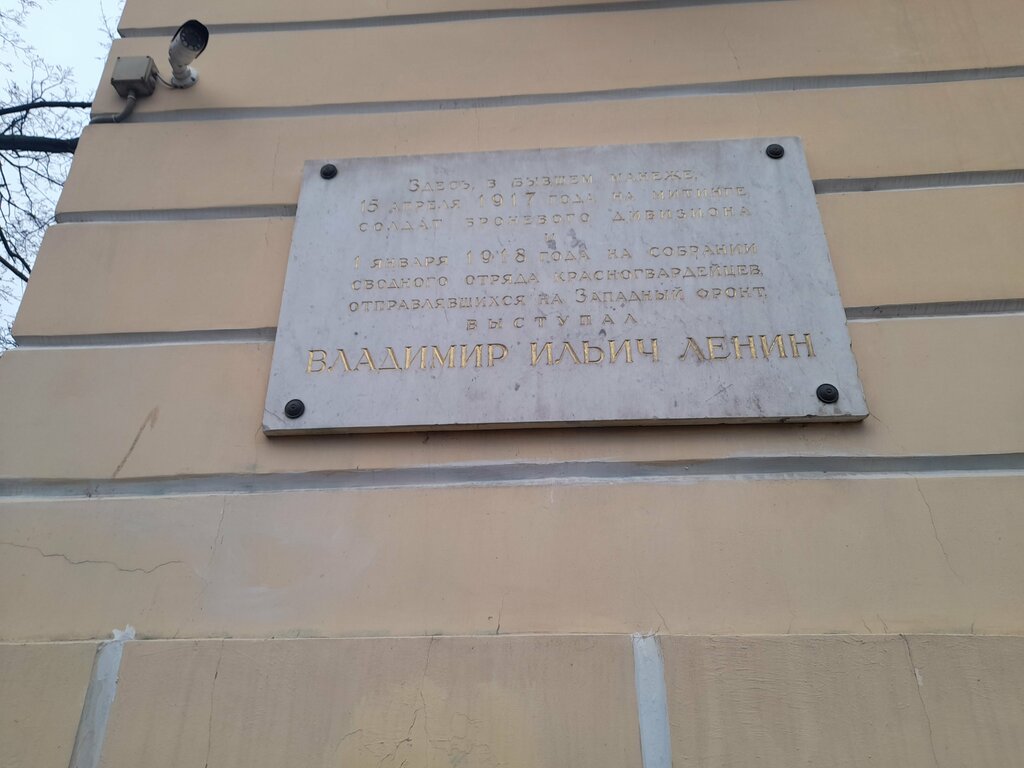 Здесь, в бывшем манеже,
15 апреля 1917 года на митинге
солдат броневого дивизиона
и
1 января 1918 года на собрании
сводного отряда красногвардейцев,
отправлявшихся на Западный фронт,
выступал
ВЛАДИМИР ИЛЬИЧ ЛЕНИН